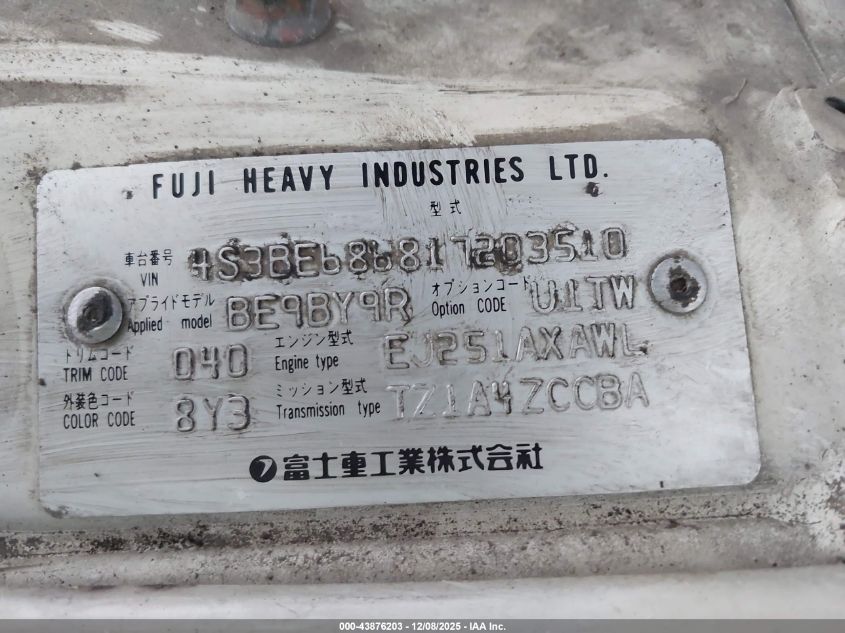 FUJI HEAVY INDUSTRIES LTD.
型式
車台番号 VIN 4S3BE686817203510
アプライドモデル Applied model BE9BY9R オプションコード Option CODE U1TW
トリムコード TRIM CODE 040 エンジン型式 Engine type EJ251AXAWL
外装色コード COLOR CODE 8Y3 ミッション型式 Transmission type TZ1A4ZCCBA
富士重工業株式会社
000-43876203 - 12/08/2025 - IAA Inc.